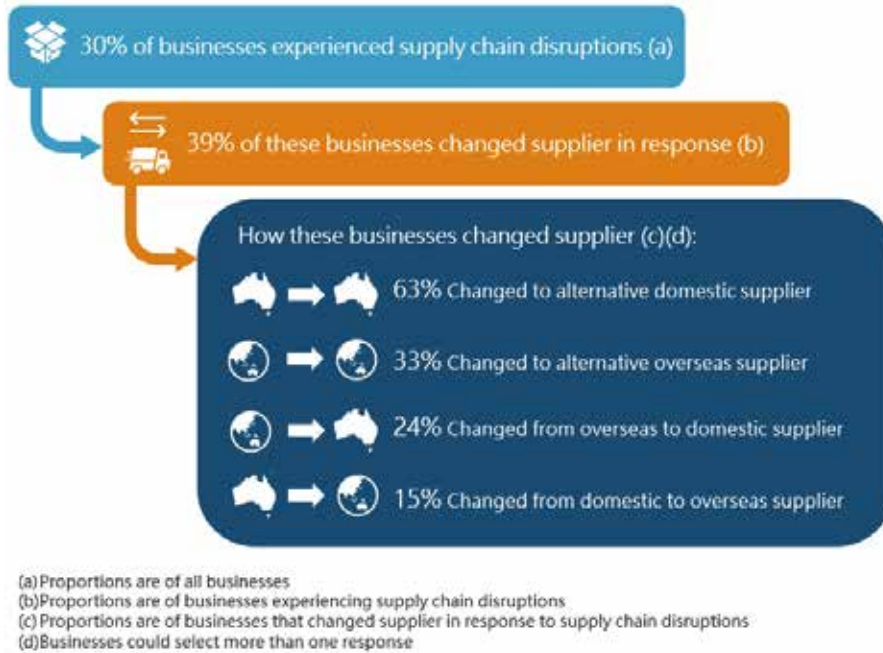 30% of businesses experienced supply chain disruptions (a)
39% of these businesses changed supplier in response (b)
How these businesses changed supplier (c)(d):
63% Changed to alternative domestic supplier
33% Changed to alternative overseas supplier
24% Changed from overseas to domestic supplier
15% Changed from domestic to overseas supplier
(a)Proportions are of all businesses
(b)Proportions are of businesses experiencing supply chain disruptions
(c) Proportions are of businesses that changed supplier in response to supply chain disruptions
(d)Businesses could select more than one response